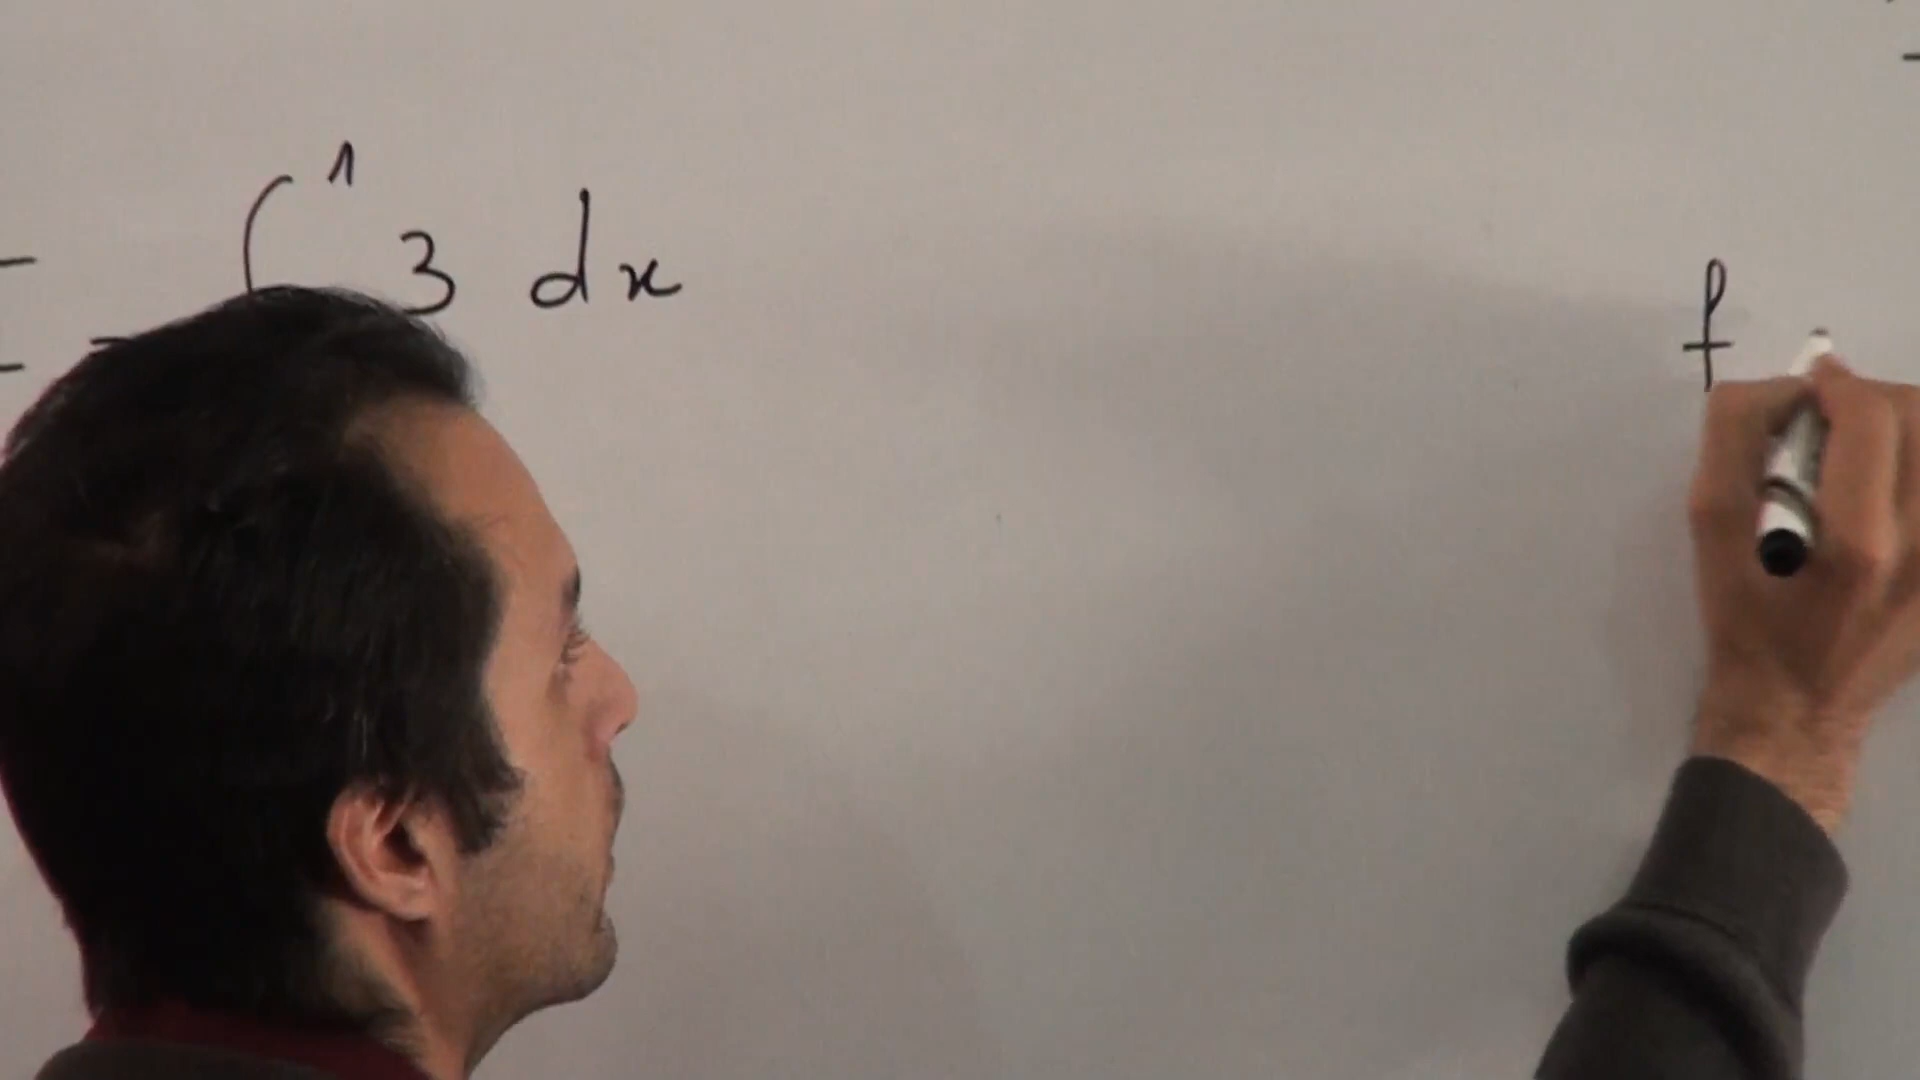 I = ∫¹ 3 dx
f